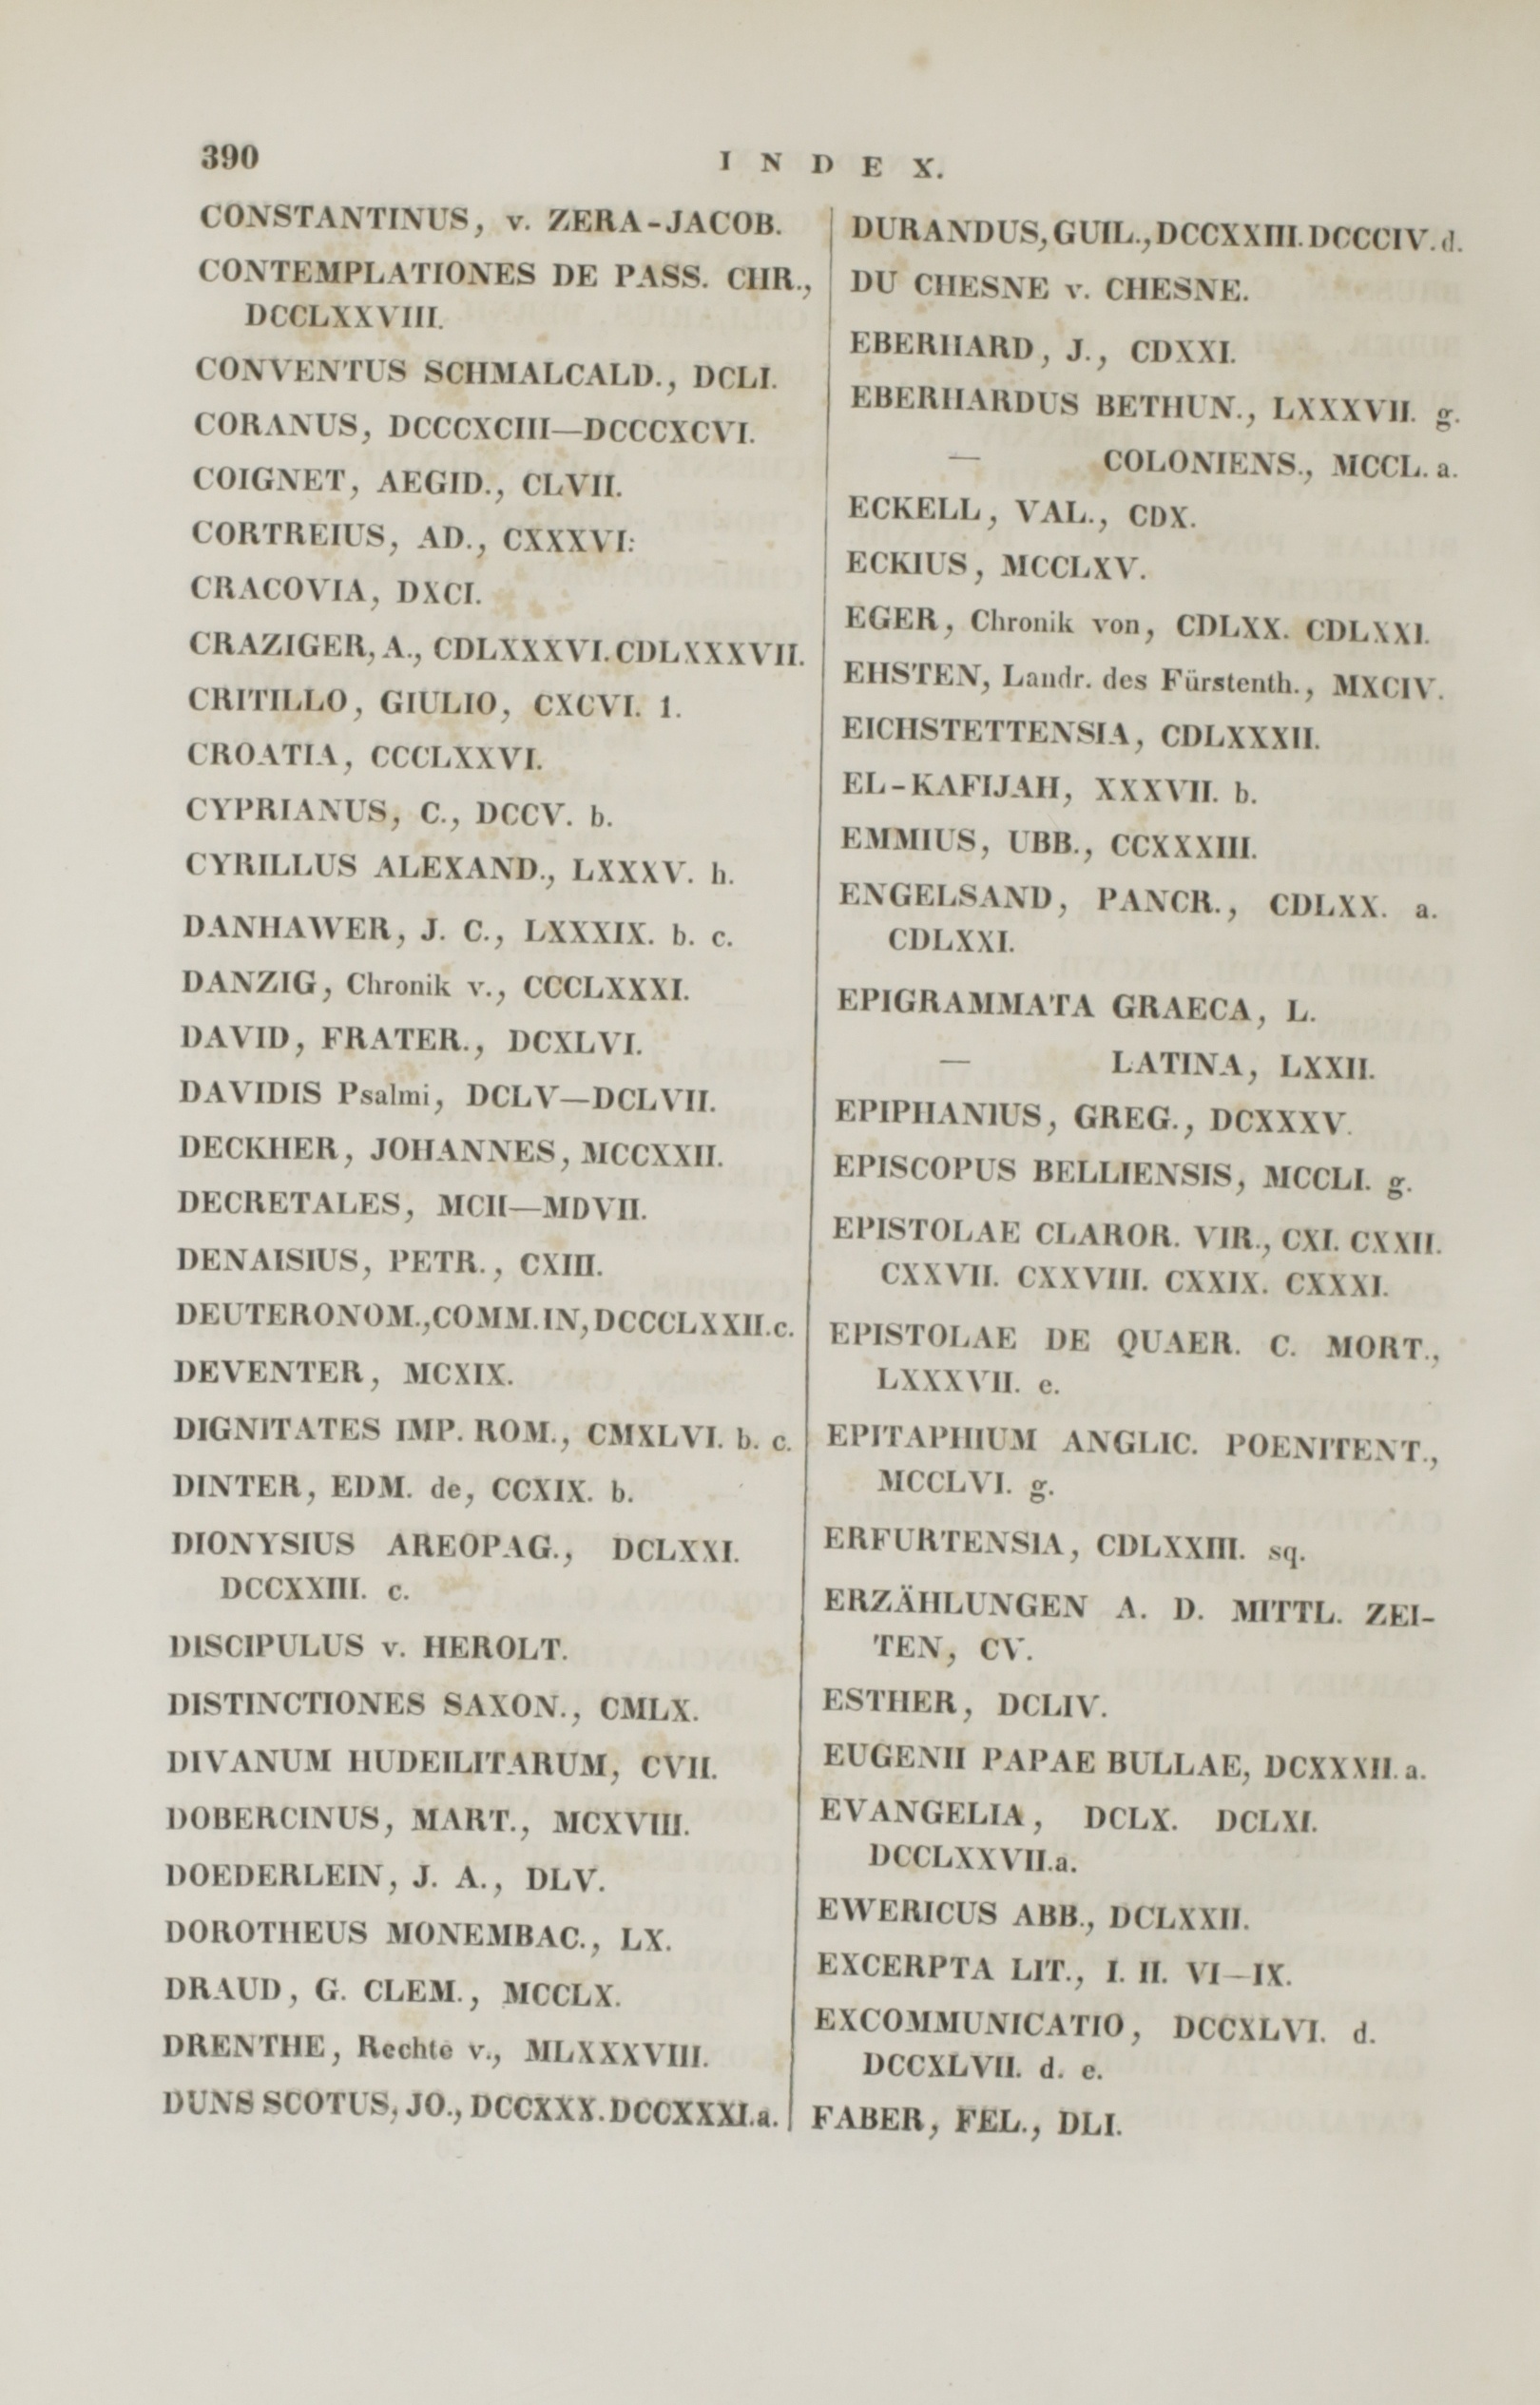 390
INDEX.
CONSTANTINUS, v. ZERA-JACOB.
CONTEMPLATIONES DE PASS. CHR.,
DCCLXXVIII.
CONVENTUS SCHMALCALD., DCLI.
CORANUS, DCCCXCIII—DCCCXCVI.
COIGNET, AEGID., CLVII.
CORTREIUS, AD., CXXXVI:
CRACOVIA, DXCI.
CRAZIGER, A., CDLXXXVI. CDLXXXVII.
CRITILLO, GIULIO, CXCVI. 1.
CROATIA, CCCLXXVI.
CYPRIANUS, C., DCCV. b.
CYRILLUS ALEXAND., LXXXV. h.
DANHAWER, J. C., LXXXIX. b. c.
DANZIG, Chronik v., CCCLXXXI.
DAVID, FRATER., DCXLVI.
DAVIDIS Psalmi, DCLV—DCLVII.
DECKHER, JOHANNES, MCCXXII.
DECRETALES, MCII—MDVII.
DENAISIUS, PETR., CXIII.
DEUTERONOM., COMM. IN, DCCCLXXII. c.
DEVENTER, MCXIX.
DIGNITATES IMP. ROM., CMXLVI. b. c.
DINTER, EDM. de, CCXIX. b.
DIONYSIUS AREOPAG., DCLXXI.
DCCXXIII. c.
DISCIPULUS v. HEROLT.
DISTINCTIONES SAXON., CMLX.
DIVANUM HUDEILITARUM, CVII.
DOBERCINUS, MART., MCXVIII.
DOEDERLEIN, J. A., DLV.
DOROTHEUS MONEMBAC., LX.
DRAUD, G. CLEM., MCCLX.
DRENTHE, Rechte v., MLXXXVIII.
DUNS SCOTUS, JO., DCCXXX. DCCXXXI. a.
DURANDUS, GUIL., DCCXXIII. DCCCIV. d.
DU CHESNE v. CHESNE.
EBERHARD, J., CDXXI.
EBERHARDUS BETHUN., LXXXVII. g.
— COLONIENS., MCCL. a.
ECKELL, VAL., CDX.
ECKIUS, MCCLXV.
EGER, Chronik von, CDLXX. CDLXXI.
EHSTEN, Landr. des Fürstenth., MXCIV.
EICHSTETTENSIA, CDLXXXII.
EL-KAFIJAH, XXXVII. b.
EMMIUS, UBB., CCXXXIII.
ENGELSAND, PANCR., CDLXX. a.
CDLXXI.
EPIGRAMMATA GRAECA, L.
— LATINA, LXXII.
EPIPHANIUS, GREG., DCXXXV.
EPISCOPUS BELLIENSIS, MCCLI. g.
EPISTOLAE CLAROR. VIR., CXI. CXXII.
CXXVII. CXXVIII. CXXIX. CXXXI.
EPISTOLAE DE QUAER. C. MORT.,
LXXXVII. e.
EPITAPHIUM ANGLIC. POENITENT.,
MCCLVI. g.
ERFURTENSIA, CDLXXIII. sq.
ERZÄHLUNGEN A. D. MITTL. ZEI-
TEN, CV.
ESTHER, DCLIV.
EUGENII PAPAE BULLAE, DCXXXII. a.
EVANGELIA, DCLX. DCLXI.
DCCLXXVII. a.
EWERICUS ABB., DCLXXII.
EXCERPTA LIT., I. II. VI—IX.
EXCOMMUNICATIO, DCCXLVI. d.
DCCXLVII. d. e.
FABER, FEL., DLI.